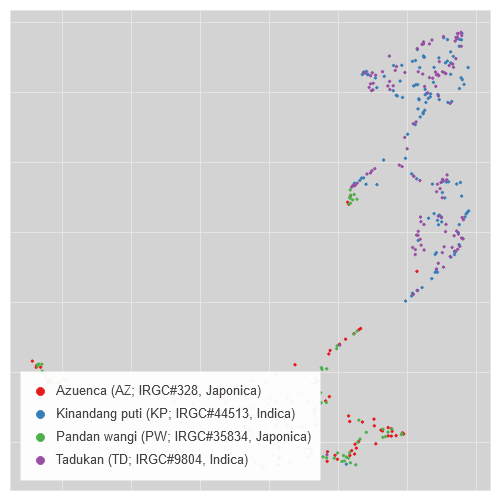 Azuenca (AZ; IRGC#328, Japonica)
Kinandang puti (KP; IRGC#44513, Indica)
Pandan wangi (PW; IRGC#35834, Japonica)
Tadukan (TD; IRGC#9804, Indica)